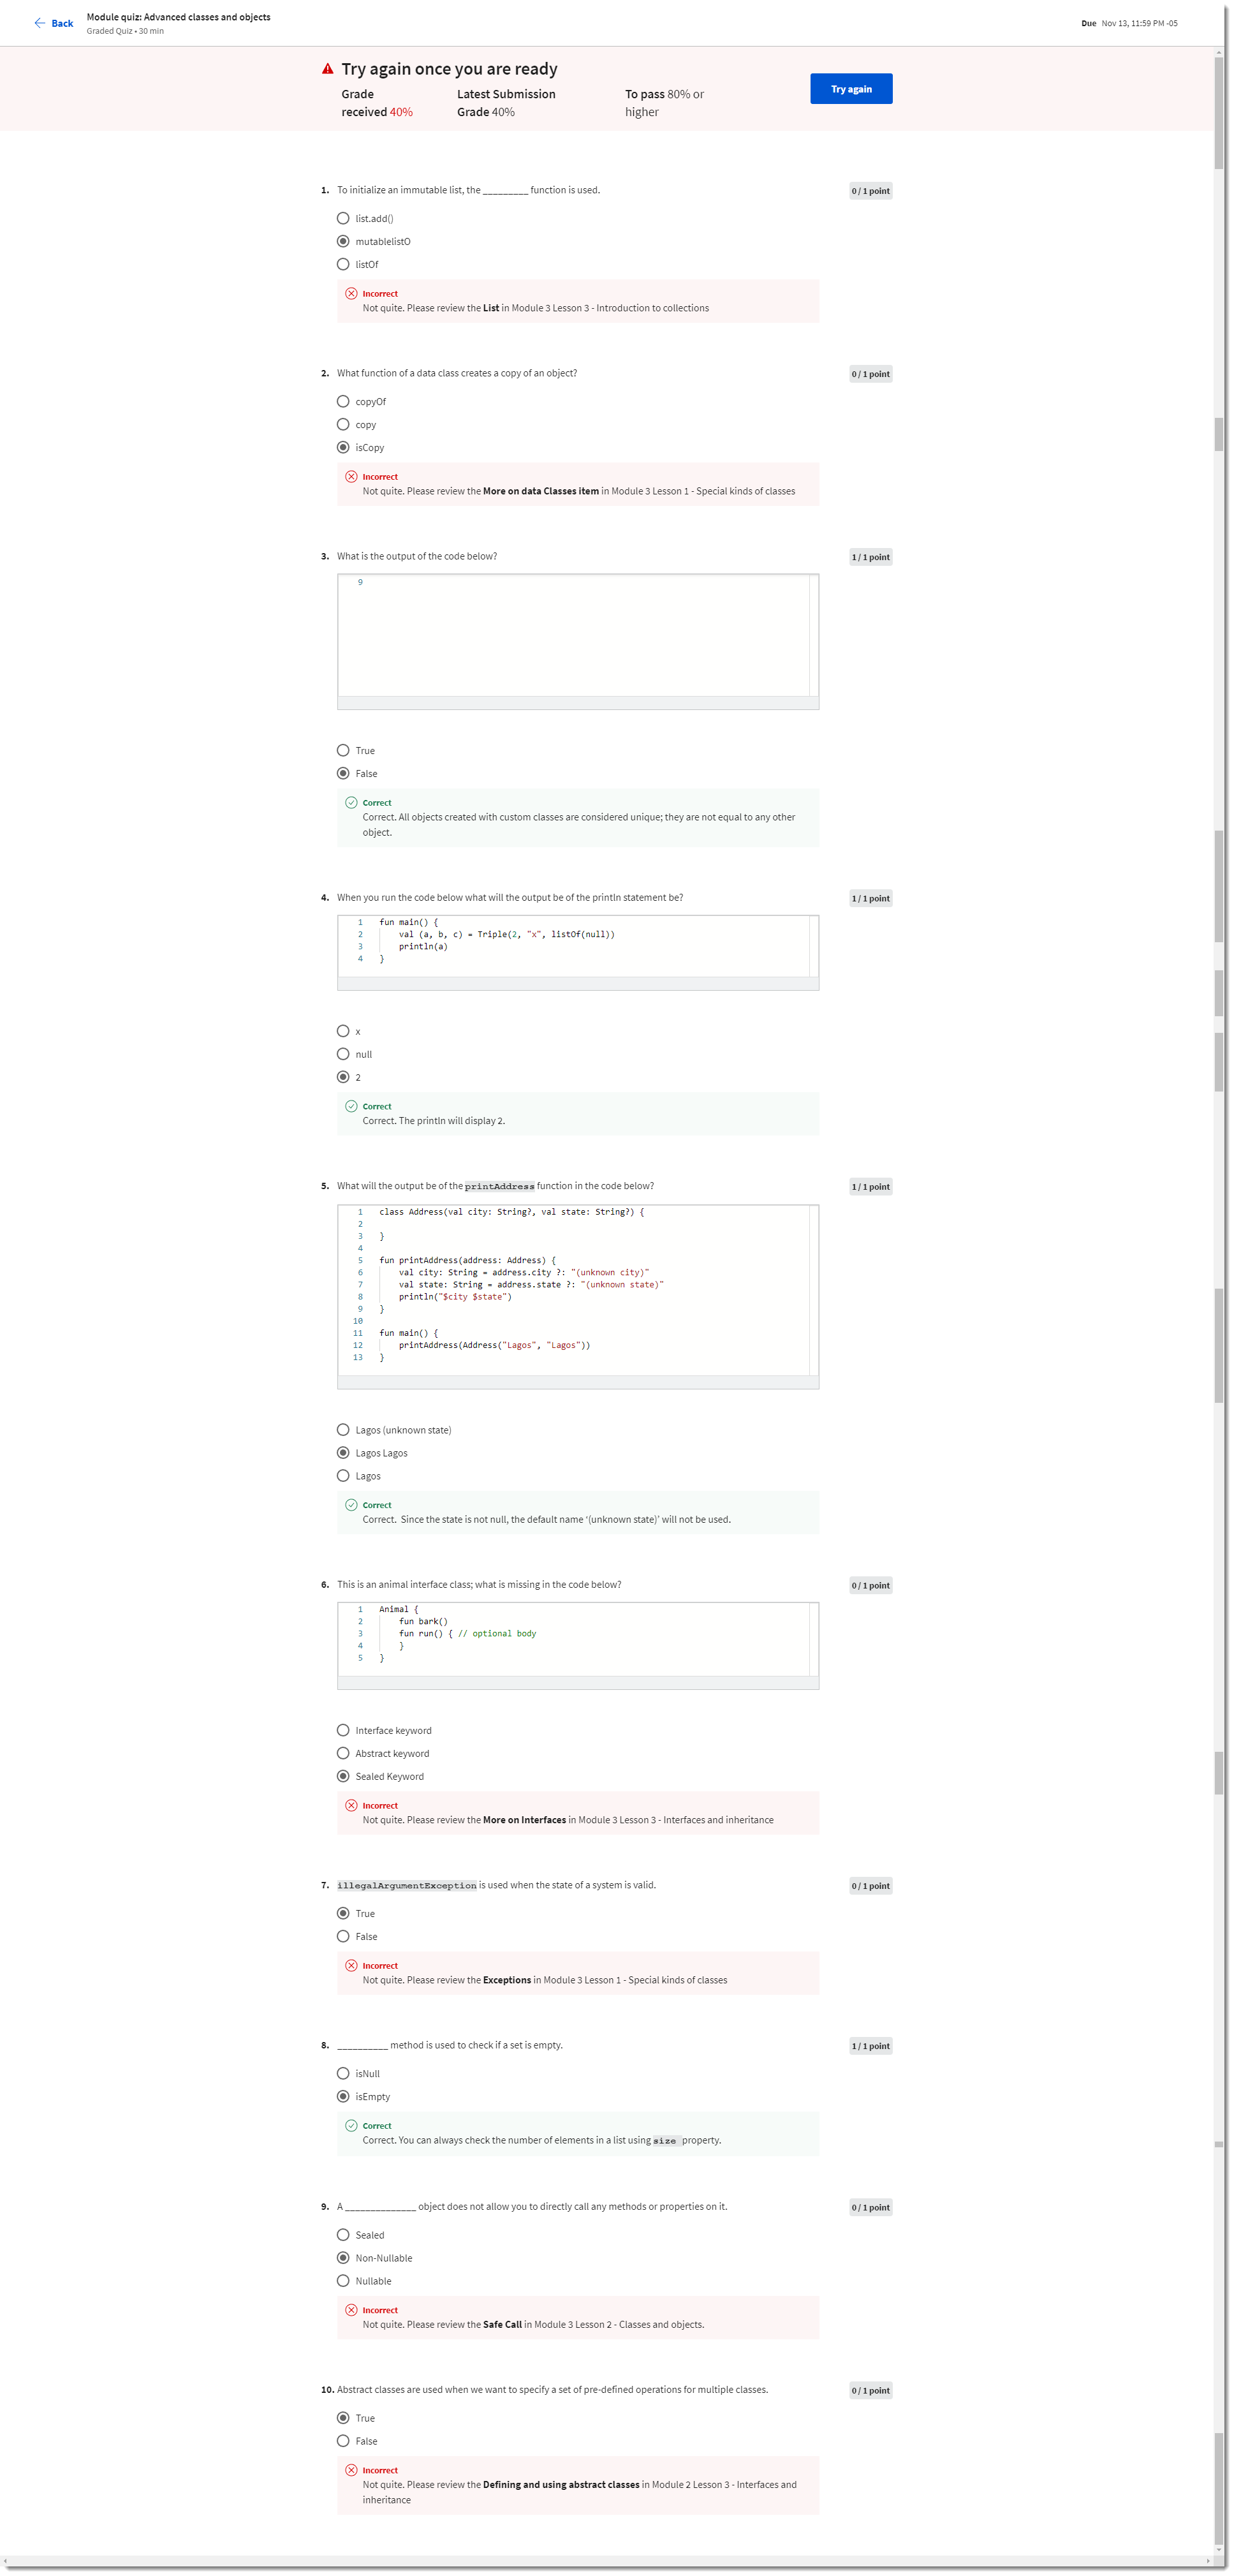 Back
Module quiz: Advanced classes and objects
Graded Quiz • 30 min
Due Nov 13, 11:59 PM -05
Try again once you are ready
Grade
received 40%
Latest Submission
Grade 40%
To pass 80% or
higher
Try again
1. To initialize an immutable list, the _________ function is used.
0 / 1 point
list.add()
mutablelistO
listOf
Incorrect
Not quite. Please review the List in Module 3 Lesson 3 - Introduction to collections
2. What function of a data class creates a copy of an object?
0 / 1 point
copyOf
copy
isCopy
Incorrect
Not quite. Please review the More on data Classes item in Module 3 Lesson 1 - Special kinds of classes
3. What is the output of the code below?
1 / 1 point
9
True
False
Correct
Correct. All objects created with custom classes are considered unique; they are not equal to any other
object.
4. When you run the code below what will the output be of the println statement be?
1 / 1 point
1 fun main() {
2 val (a, b, c) = Triple(2, "x", listOf(null))
3 println(a)
4 }
x
null
2
Correct
Correct. The println will display 2.
5. What will the output be of the printAddress function in the code below?
1 / 1 point
1 class Address(val city: String?, val state: String?) {
2
3 }
4
5 fun printAddress(address: Address) {
6 val city: String = address.city ?: "(unknown city)"
7 val state: String = address.state ?: "(unknown state)"
8 println("$city $state")
9 }
10
11 fun main() {
12 printAddress(Address("Lagos", "Lagos"))
13 }
Lagos (unknown state)
Lagos Lagos
Lagos
Correct
Correct. Since the state is not null, the default name ‘(unknown state)’ will not be used.
6. This is an animal interface class; what is missing in the code below?
0 / 1 point
1 Animal {
2 fun bark()
3 fun run() { // optional body
4 }
5 }
Interface keyword
Abstract keyword
Sealed Keyword
Incorrect
Not quite. Please review the More on Interfaces in Module 3 Lesson 3 - Interfaces and inheritance
7. illegalArgumentException is used when the state of a system is valid.
0 / 1 point
True
False
Incorrect
Not quite. Please review the Exceptions in Module 3 Lesson 1 - Special kinds of classes
8. __________ method is used to check if a set is empty.
1 / 1 point
isNull
isEmpty
Correct
Correct. You can always check the number of elements in a list using size property.
9. A ______________ object does not allow you to directly call any methods or properties on it.
0 / 1 point
Sealed
Non-Nullable
Nullable
Incorrect
Not quite. Please review the Safe Call in Module 3 Lesson 2 - Classes and objects.
10. Abstract classes are used when we want to specify a set of pre-defined operations for multiple classes.
0 / 1 point
True
False
Incorrect
Not quite. Please review the Defining and using abstract classes in Module 2 Lesson 3 - Interfaces and
inheritance